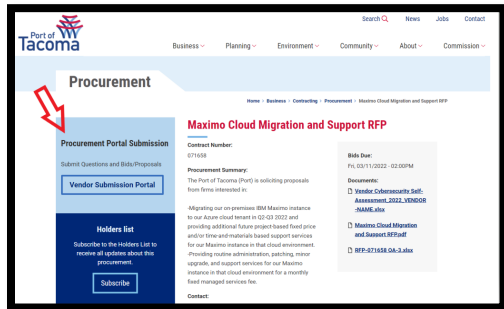 Search News Jobs Contact
Port of
Tacoma
Business Planning Environment Community About Commission
Procurement
Home Business Contracting Procurement Maximo Cloud Migration and Support RFP
Procurement Portal Submission
Submit Questions and Bids/Proposals
Vendor Submission Portal
Holders list
Subscribe to the Holders List to
receive all updates about this
procurement.
Subscribe
Maximo Cloud Migration and Support RFP
Contract Number:
071658
Procurement Summary:
The Port of Tacoma (Port) is soliciting proposals
from firms interested in:
-Migrating our on-premises IBM Maximo instance
to our Azure cloud tenant in Q2-Q3 2022 and
providing additional future project-based fixed price
and/or time-and-materials based support services
for our Maximo instance in that cloud environment.
-Providing routine administration, patching, minor
upgrade, and support services for our Maximo
instance in that cloud environment for a monthly
fixed managed services fee.
Contact:
Bids Due:
Fri, 03/11/2022 - 02:00PM
Documents:
Vendor Cybersecurity Self-
Assessment_2022_VENDOR
-NAME.xlsx
Maximo Cloud Migration
and Support RFP.pdf
RFP-071658 QA-3.xlsx